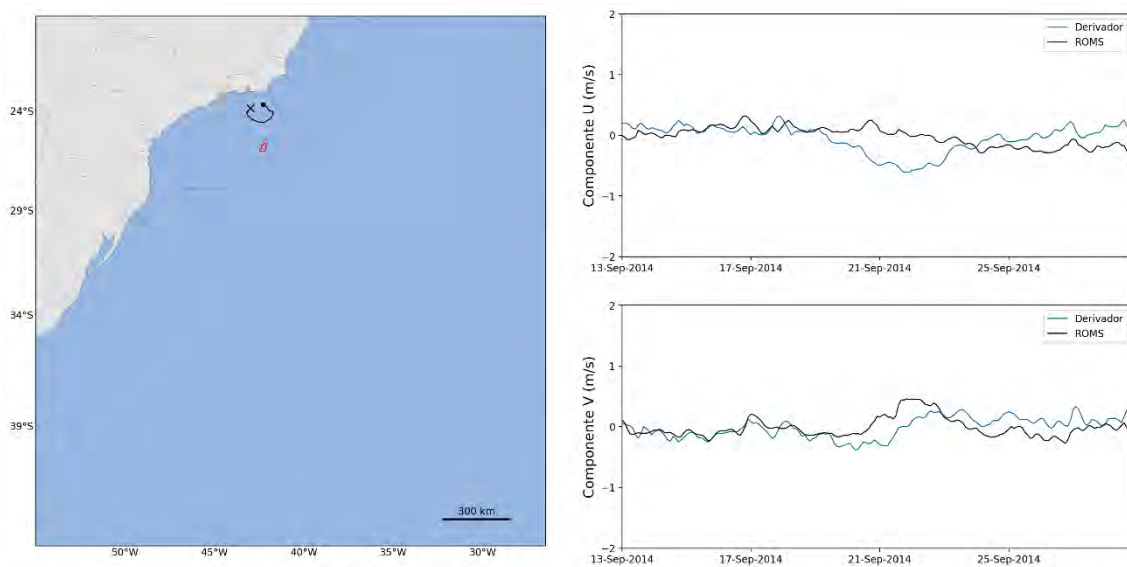 24°S
29°S
34°S
39°S
50°W
45°W
40°W
35°W
30°W
300 km
Componente U (m/s)
2
1
0
−1
−2
13-Sep-2014
17-Sep-2014
21-Sep-2014
25-Sep-2014
Derivador
ROMS
Componente V (m/s)
2
1
0
−1
−2
13-Sep-2014
17-Sep-2014
21-Sep-2014
25-Sep-2014
Derivador
ROMS